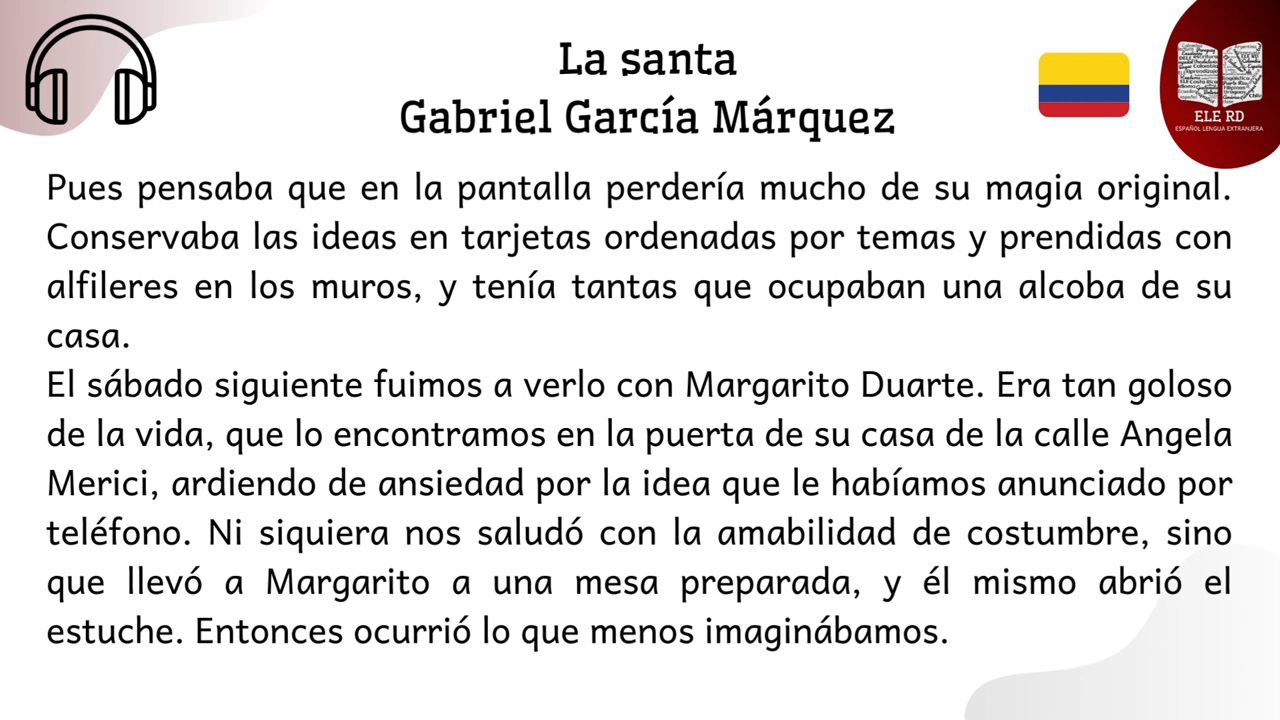 La santa
Gabriel García Márquez
ELE RD
ESPAÑOL LENGUA EXTRANJERA
Pues pensaba que en la pantalla perdería mucho de su magia original.
Conservaba las ideas en tarjetas ordenadas por temas y prendidas con
alfileres en los muros, y tenía tantas que ocupaban una alcoba de su
casa.
El sábado siguiente fuimos a verlo con Margarito Duarte. Era tan goloso
de la vida, que lo encontramos en la puerta de su casa de la calle Angela
Merici, ardiendo de ansiedad por la idea que le habíamos anunciado por
teléfono. Ni siquiera nos saludó con la amabilidad de costumbre, sino
que llevó a Margarito a una mesa preparada, y él mismo abrió el
estuche. Entonces ocurrió lo que menos imaginábamos.